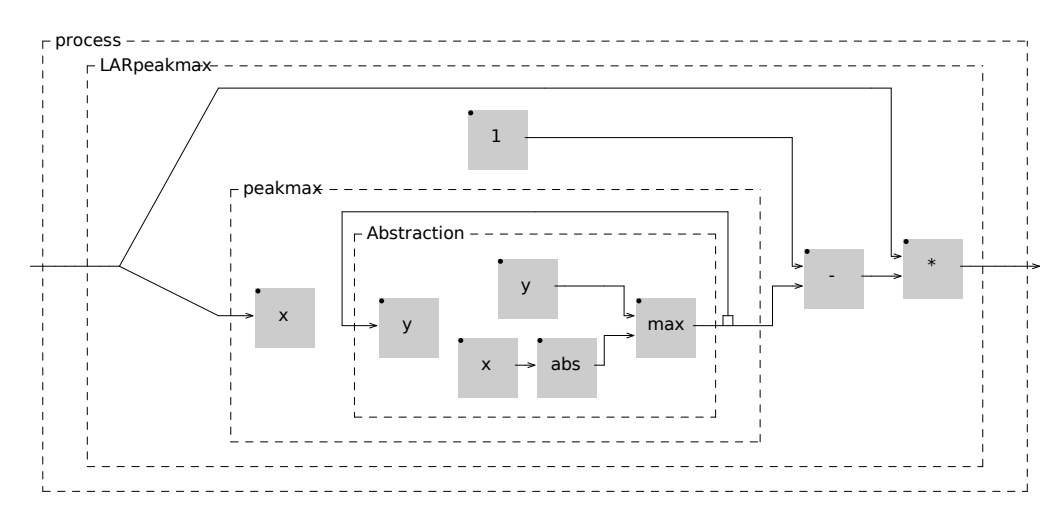 process
LARpeakmax
1
peakmax
Abstraction
y
-
*
x
y
max
x
abs